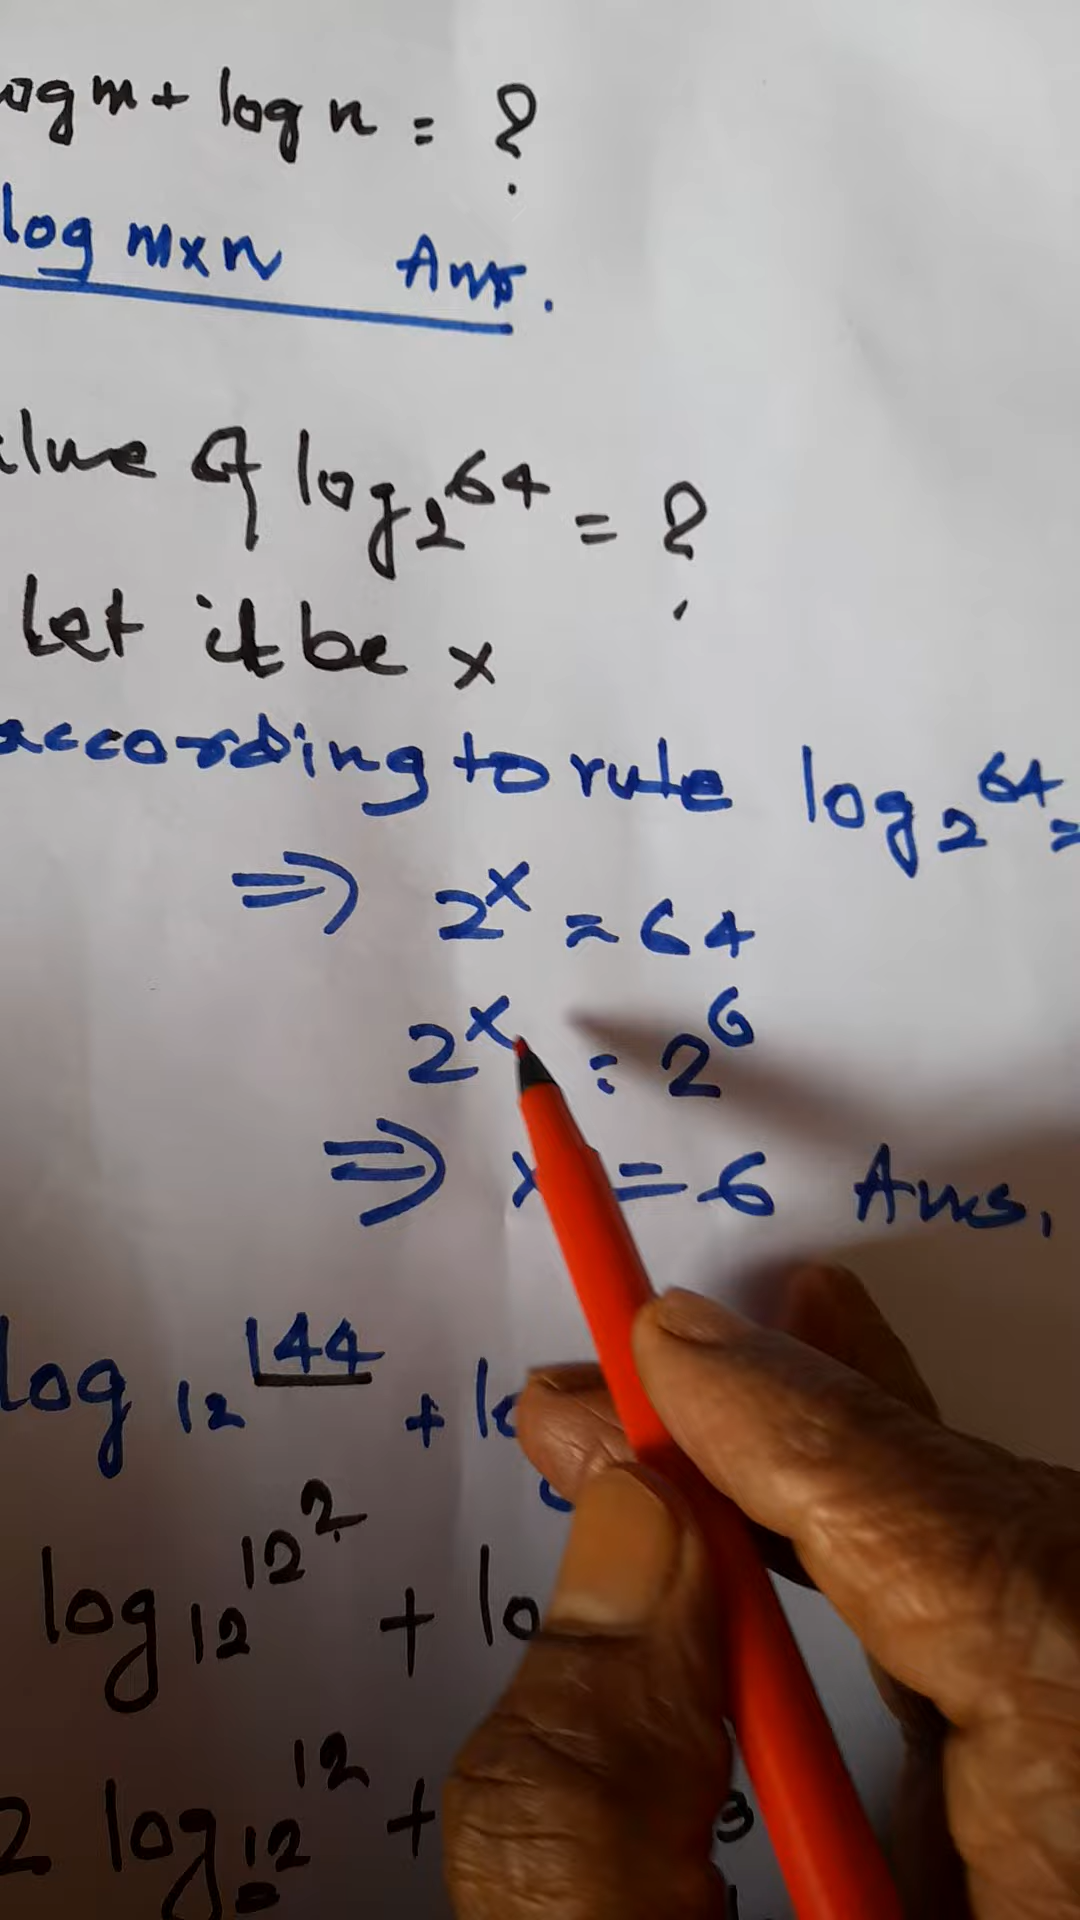 log m + log n = ?
log m×n Ans.
of log₂64 = ?
let it be x
according to rule log₂64 =
⇒ 2ˣ = 64
2ˣ = 2⁶
⇒ x = 6 Ans.
log₁₂144 +
log₁₂12² +
2 log₁₂12 + 3